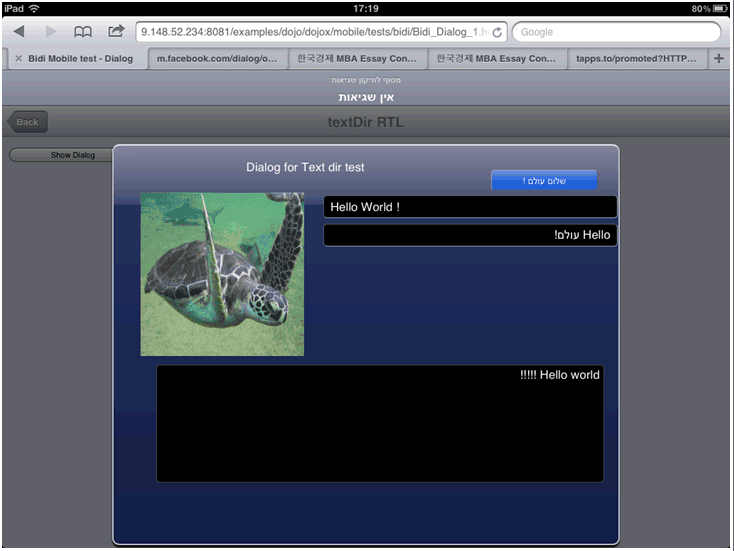 iPad 17:19 80%
9.148.52.234:8081/examples/dojo/dojox/mobile/tests/bidi/Bidi_Dialog_1.h Google
Bidi Mobile test - Dialog m.facebook.com/dialog/o... 한국경제 MBA Essay Con... 한국경제 MBA Essay Con... tapps.to/promoted?HTTP...
מסוף לתיקון שגיאות
אין שגיאות
Back textDir RTL
Show Dialog
Dialog for Text dir test
שלום עולם !
Hello World !
Hello עולם!
Hello world !!!!!